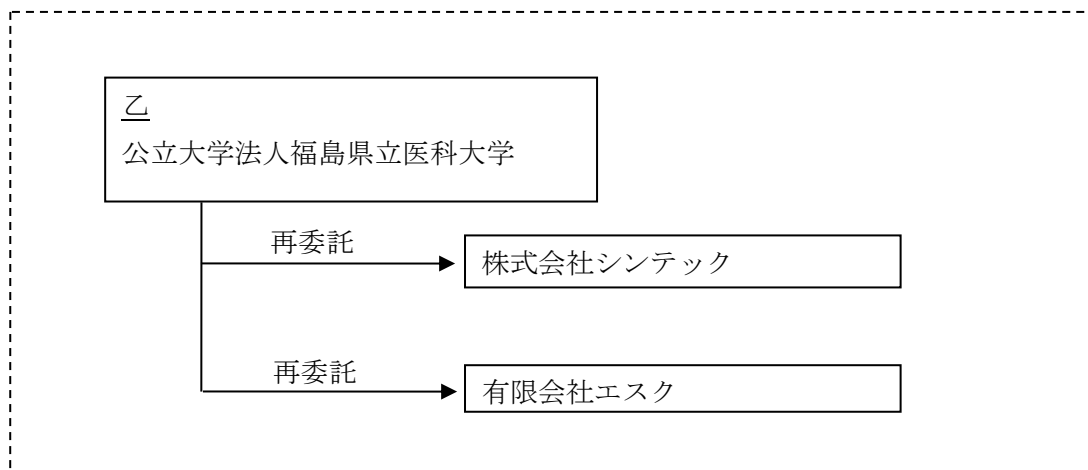 乙
公立大学法人福島県立医科大学
再委託
株式会社シンテック
再委託
有限会社エスク